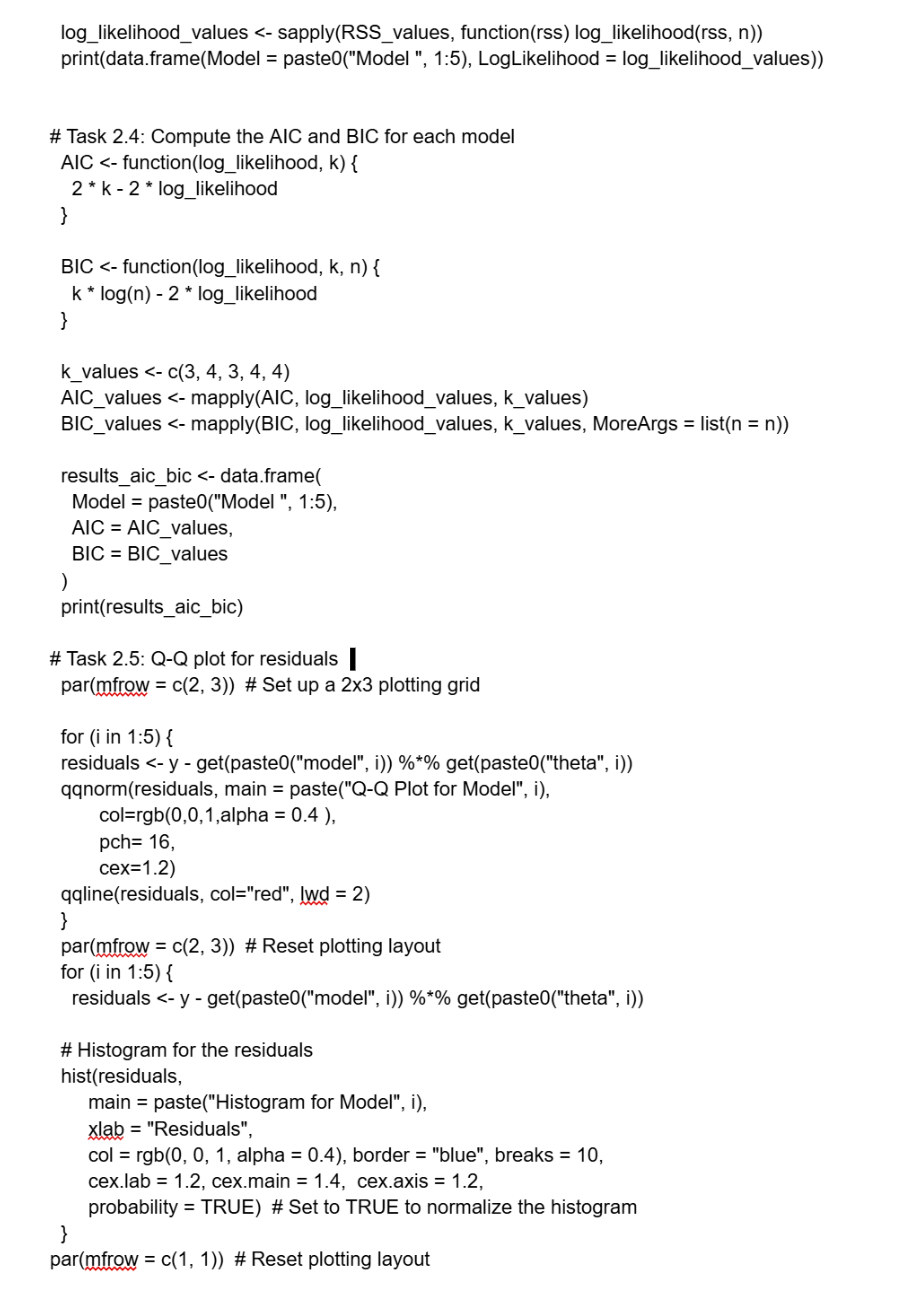 log_likelihood_values <- sapply(RSS_values, function(rss) log_likelihood(rss, n))
print(data.frame(Model = paste0("Model ", 1:5), LogLikelihood = log_likelihood_values))
# Task 2.4: Compute the AIC and BIC for each model
AIC <- function(log_likelihood, k) {
2 * k - 2 * log_likelihood
}
BIC <- function(log_likelihood, k, n) {
k * log(n) - 2 * log_likelihood
}
k_values <- c(3, 4, 3, 4, 4)
AIC_values <- mapply(AIC, log_likelihood_values, k_values)
BIC_values <- mapply(BIC, log_likelihood_values, k_values, MoreArgs = list(n = n))
results_aic_bic <- data.frame(
Model = paste0("Model ", 1:5),
AIC = AIC_values,
BIC = BIC_values
)
print(results_aic_bic)
# Task 2.5: Q-Q plot for residuals
par(mfrow = c(2, 3)) # Set up a 2x3 plotting grid
for (i in 1:5) {
residuals <- y - get(paste0("model", i)) %*% get(paste0("theta", i))
qqnorm(residuals, main = paste("Q-Q Plot for Model", i),
col=rgb(0,0,1,alpha = 0.4 ),
pch= 16,
cex=1.2)
qqline(residuals, col="red", lwd = 2)
}
par(mfrow = c(2, 3)) # Reset plotting layout
for (i in 1:5) {
residuals <- y - get(paste0("model", i)) %*% get(paste0("theta", i))
# Histogram for the residuals
hist(residuals,
main = paste("Histogram for Model", i),
xlab = "Residuals",
col = rgb(0, 0, 1, alpha = 0.4), border = "blue", breaks = 10,
cex.lab = 1.2, cex.main = 1.4, cex.axis = 1.2,
probability = TRUE) # Set to TRUE to normalize the histogram
}
par(mfrow = c(1, 1)) # Reset plotting layout